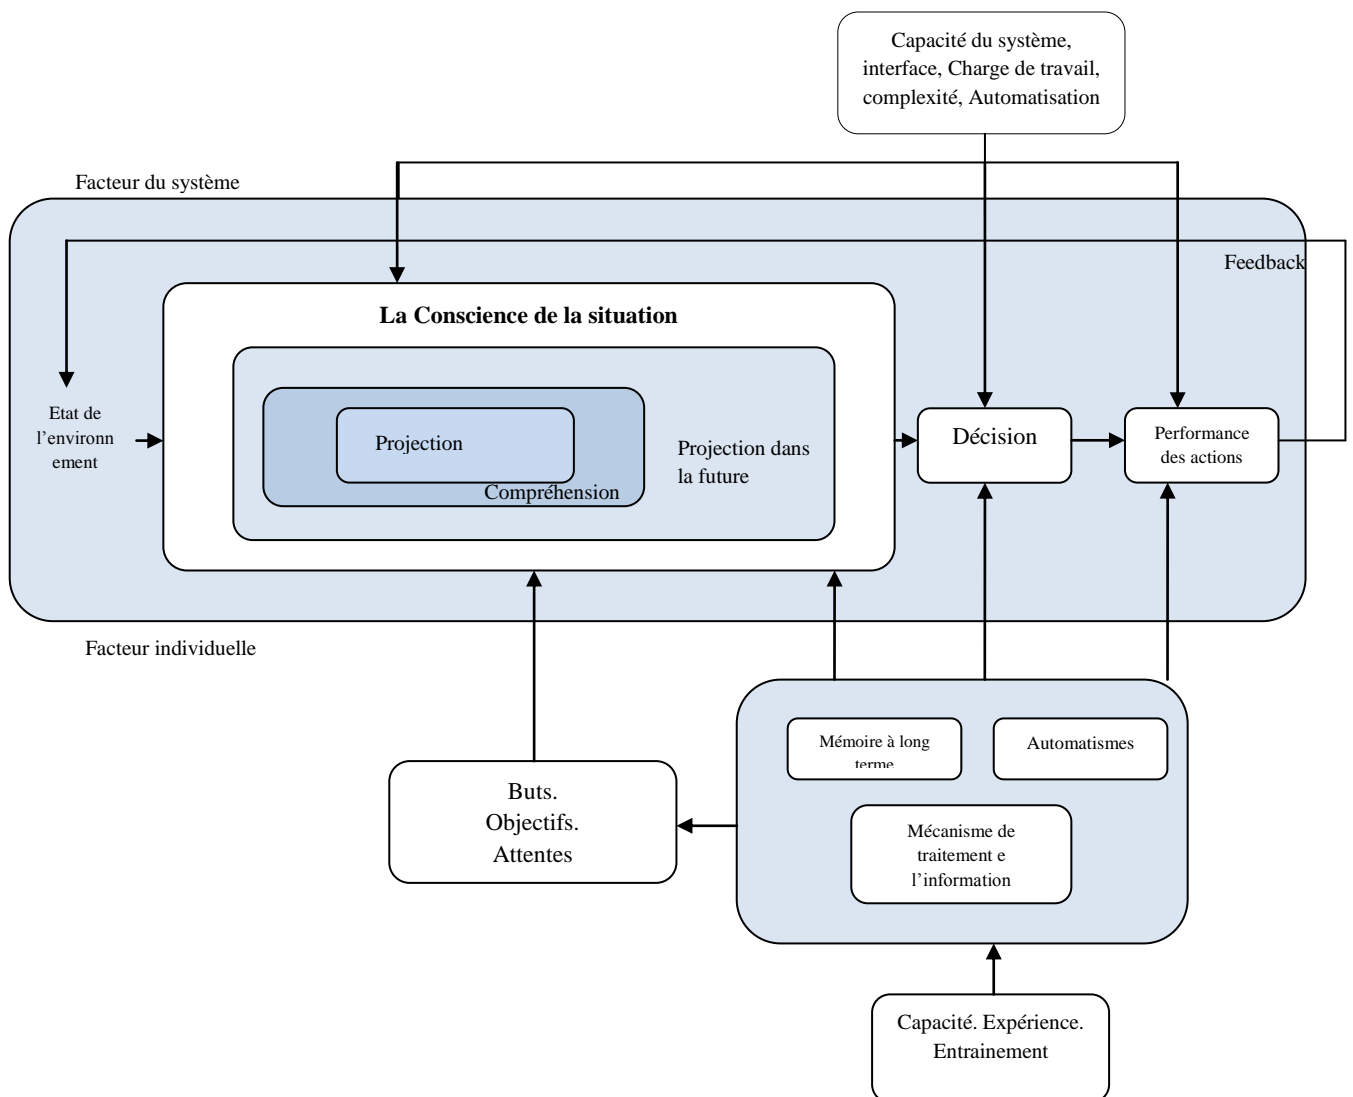 Capacité du système,
interface, Charge de travail,
complexité, Automatisation
Facteur du système
Feedback
La Conscience de la situation
Etat de
l’environn
ement
Projection
Compréhension
Projection dans
la future
Décision
Performance
des actions
Facteur individuelle
Buts.
Objectifs.
Attentes
Mémoire à long
terme
Automatismes
Mécanisme de
traitement e
l’information
Capacité. Expérience.
Entrainement